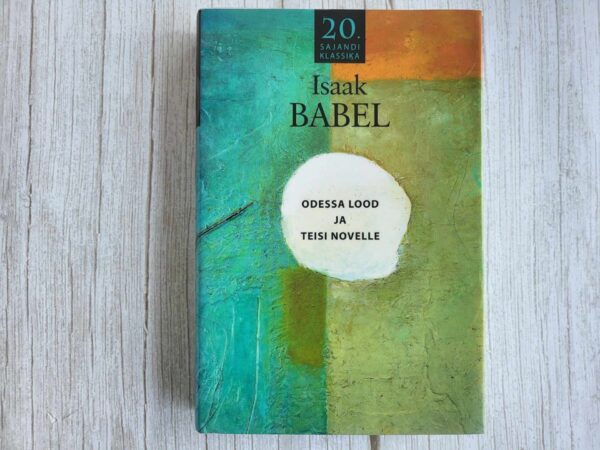 20.
SAJANDI
KLASSIKA
Isaak
BABEL
ODESSA LOOD
JA
TEISI NOVELLE